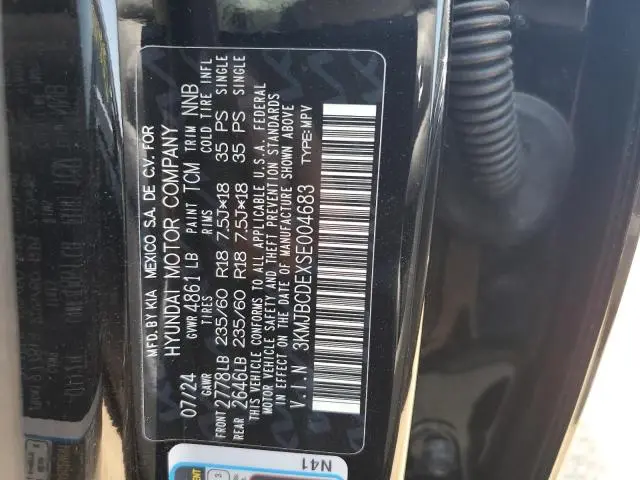 MFD.BY KIA MEXICO S.A. DE C.V. FOR
HYUNDAI MOTOR COMPANY
07/24 GVWR 4861 LB PAINT TCM TRIM NNB
GAWR TIRES RIMS COLD TIRE INFL
FRONT 2778LB 235/60 R18 7.5J×18 35 PS SINGLE
REAR 2646LB 235/60 R18 7.5J×18 35 PS SINGLE
THIS VEHICLE CONFORMS TO ALL APPLICABLE U.S.A. FEDERAL
MOTOR VEHICLE SAFETY AND THEFT PREVENTION STANDARDS
IN EFFECT ON THE DATE OF MANUFACTURE SHOWN ABOVE
V.I.N 3KMJBCDEXSE004683 TYPE:MPV
N41